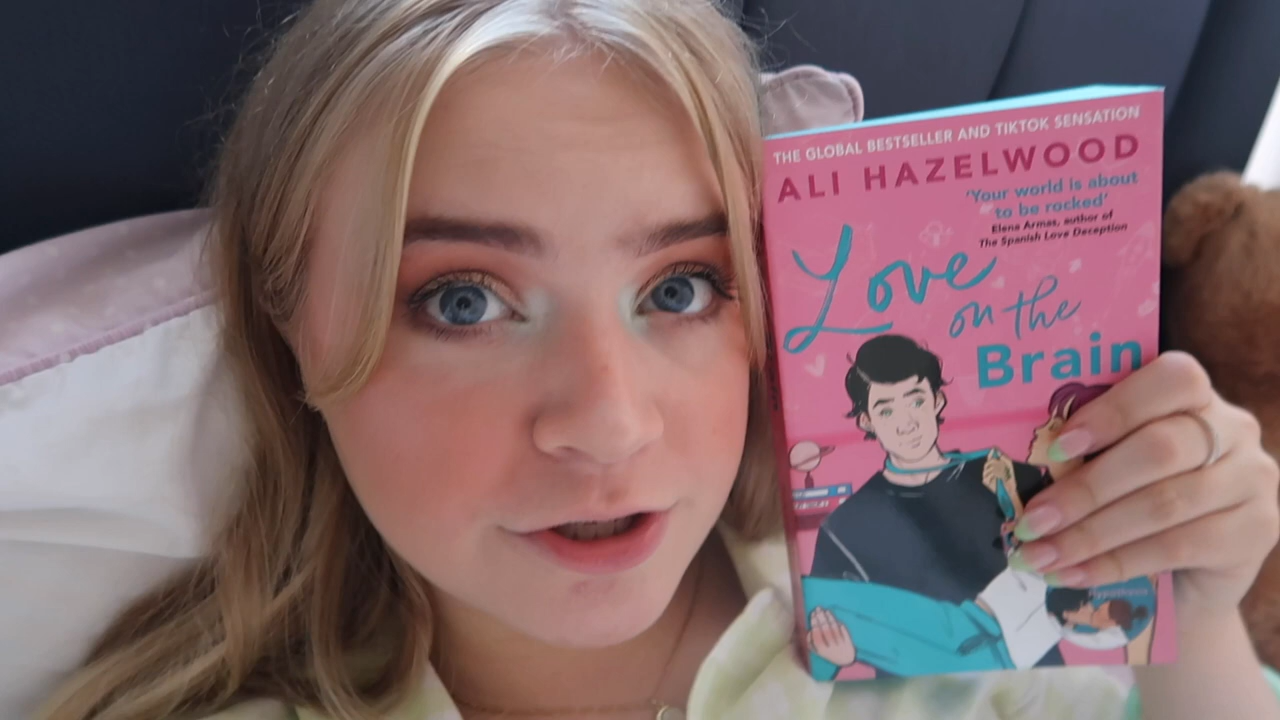 THE GLOBAL BESTSELLER AND TIKTOK SENSATION
ALI HAZELWOOD
'Your world is about
to be rocked'
Elena Armas, author of
The Spanish Love Deception
Love
on the
Brain
Hypothesis